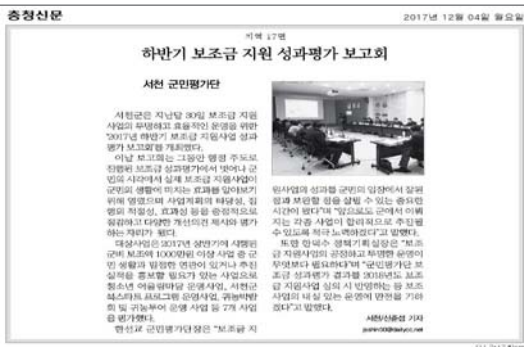 충청신문
2017년 12월 04일 월요일
지역 17면
하반기 보조금 지원 성과평가 보고회
서천 군민평가단
서천군은 지난달 30일 보조금 지원
사업의 투명하고 효율적인 운영을 위한
'2017년 하반기 보조금 지원사업 성과
평가 보고회'를 개최했다.
이날 보고회는 그동안 행정 주도로
진행된 보조금 성과평가에서 벗어나 군
민의 시각에서 실제 보조금 지원사업이
군민의 생활에 미치는 효과를 알아보기
위해 열렸으며 사업계획의 타당성, 집
행의 적절성, 효과성 등을 중점적으로
점검하고 다양한 개선의견 제시와 평가
하는 자리가 됐다.
대상사업은 2017년 상반기에 시행된
군비 보조액 1000만원 이상 사업 중 군
민 생활과 밀접한 연관이 있거나 추진
실적을 홍보할 필요가 있는 사업으로
청소년 어울림마당 운영사업, 서천군
북스타트 프로그램 운영사업, 귀농박람
회 및 귀농투어 운영 사업 등 7개 사업
을 평가했다.
한선교 군민평가단장은 "보조금 지
원사업의 성과를 군민의 입장에서 잘된
점과 보완할 점을 살필 수 있는 중요한
시간이 됐다"며 "앞으로도 군에서 이뤄
지는 각종 사업이 합리적으로 추진될
수 있도록 적극 노력하겠다"고 말했다.
또한 한덕수 정책기획실장은 "보조
금 지원사업의 공정하고 투명한 운영이
무엇보다 필요하다"며 "군민평가단 보
조금 성과평가 결과를 2018년도 보조
금 지원사업 심의 시 반영하는 등 보조
사업의 내실 있는 운영에 만전을 기하
겠다"고 말했다.
서천/신준섭 기자